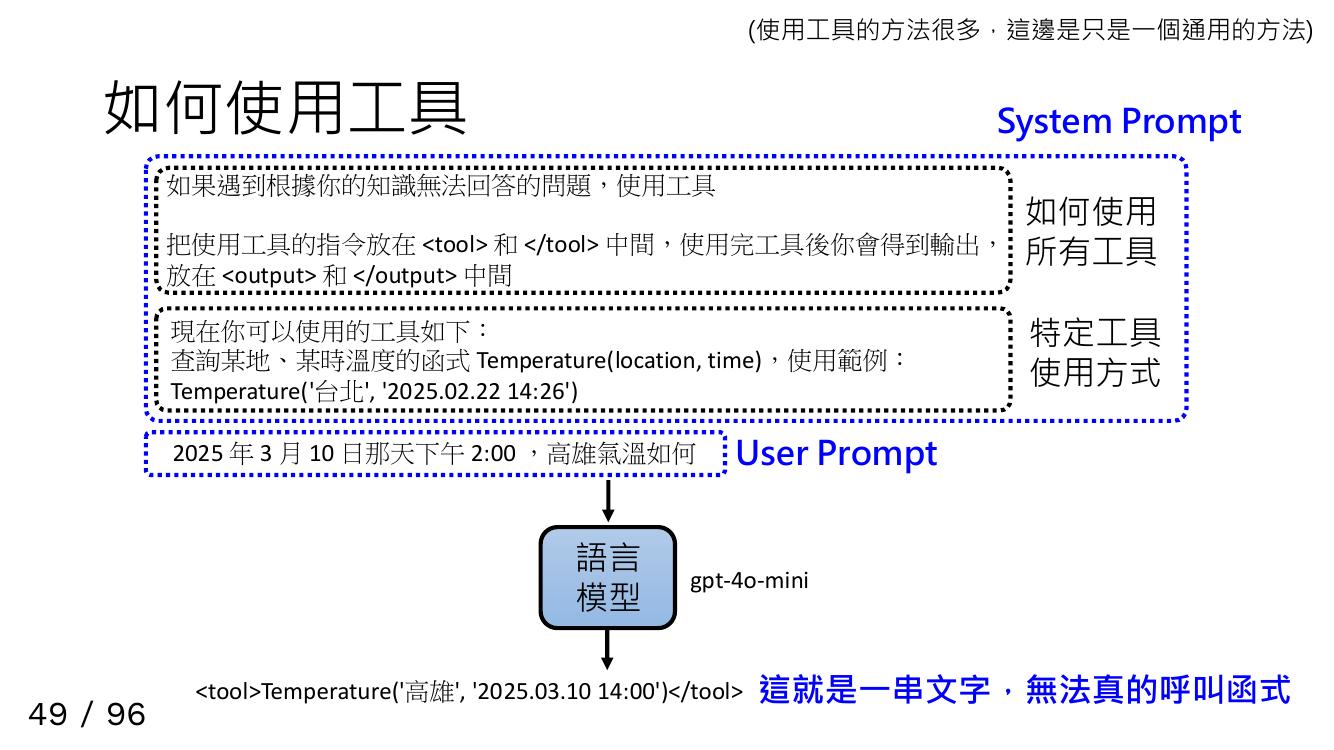 (使用工具的方法很多，這邊是只是一個通用的方法)
如何使用工具
System Prompt
如果遇到根據你的知識無法回答的問題，使用工具
把使用工具的指令放在 <tool> 和 </tool> 中間，使用完工具後你會得到輸出，
放在 <output> 和 </output> 中間
如何使用
所有工具
現在你可以使用的工具如下：
查詢某地、某時溫度的函式 Temperature(location, time)，使用範例：
Temperature('台北', '2025.02.22 14:26')
特定工具
使用方式
2025 年 3 月 10 日那天下午 2:00 ，高雄氣溫如何
User Prompt
語言
模型
gpt-4o-mini
<tool>Temperature('高雄', '2025.03.10 14:00')</tool>
這就是一串文字，無法真的呼叫函式
49 / 96